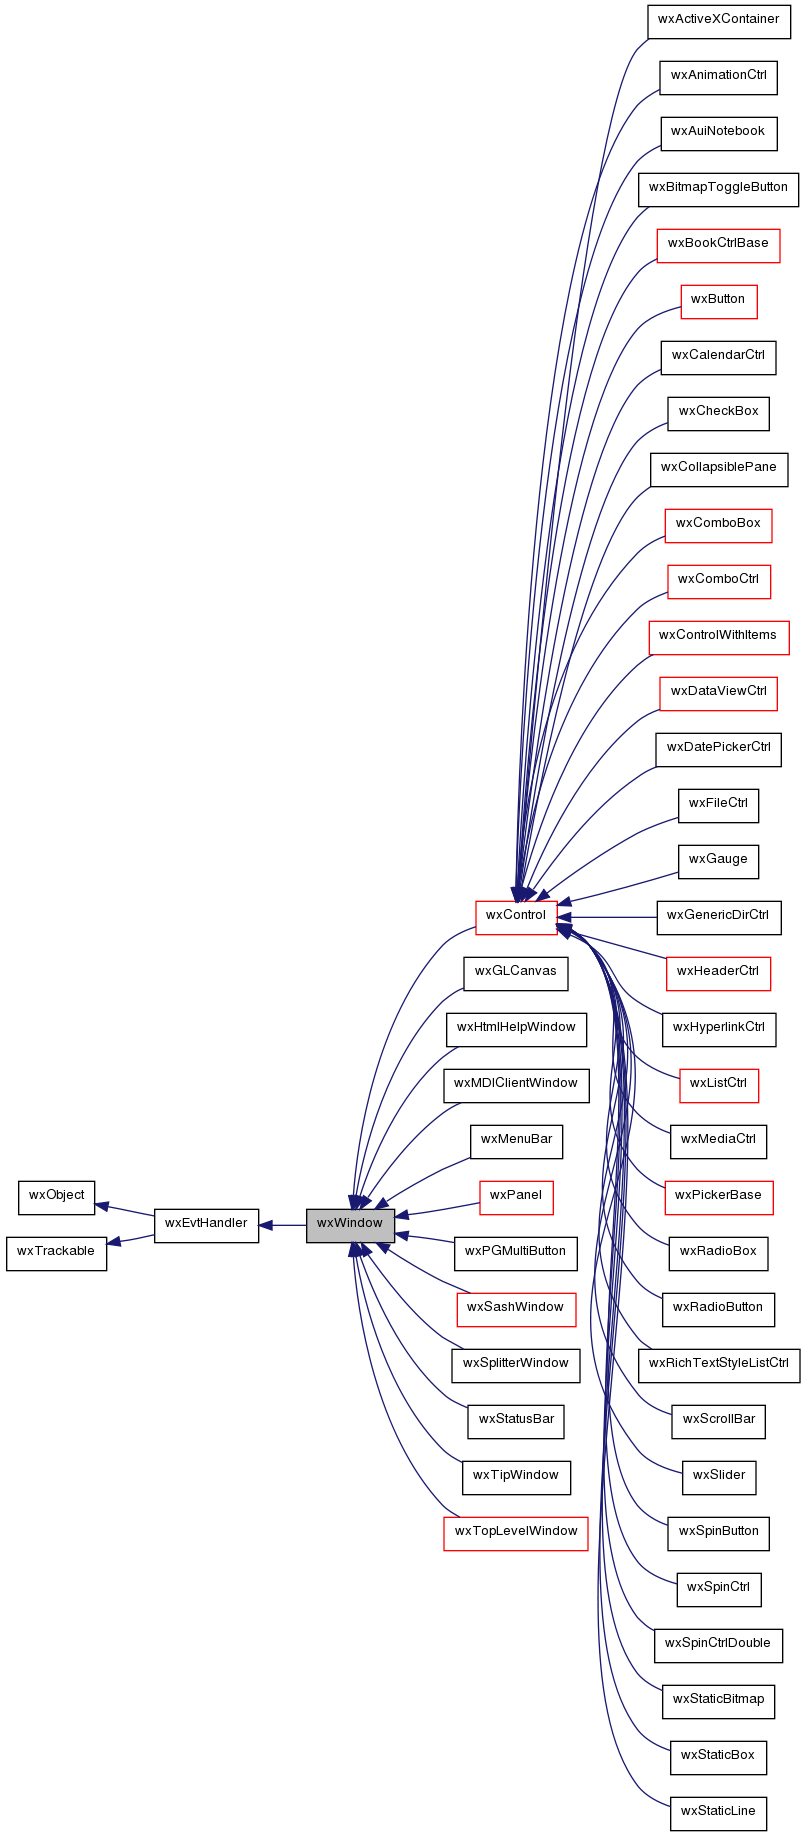 wxActiveXContainer
wxAnimationCtrl
wxAuiNotebook
wxBitmapToggleButton
wxBookCtrlBase
wxButton
wxCalendarCtrl
wxCheckBox
wxCollapsiblePane
wxComboBox
wxComboCtrl
wxControlWithItems
wxDataViewCtrl
wxDatePickerCtrl
wxFileCtrl
wxGauge
wxControl
wxGenericDirCtrl
wxGLCanvas
wxHeaderCtrl
wxHtmlHelpWindow
wxHyperlinkCtrl
wxMDIClientWindow
wxListCtrl
wxMenuBar
wxMediaCtrl
wxObject
wxPanel
wxPickerBase
wxEvtHandler
wxWindow
wxTrackable
wxPGMultiButton
wxRadioBox
wxSashWindow
wxRadioButton
wxSplitterWindow
wxRichTextStyleListCtrl
wxStatusBar
wxScrollBar
wxTipWindow
wxSlider
wxTopLevelWindow
wxSpinButton
wxSpinCtrl
wxSpinCtrlDouble
wxStaticBitmap
wxStaticBox
wxStaticLine